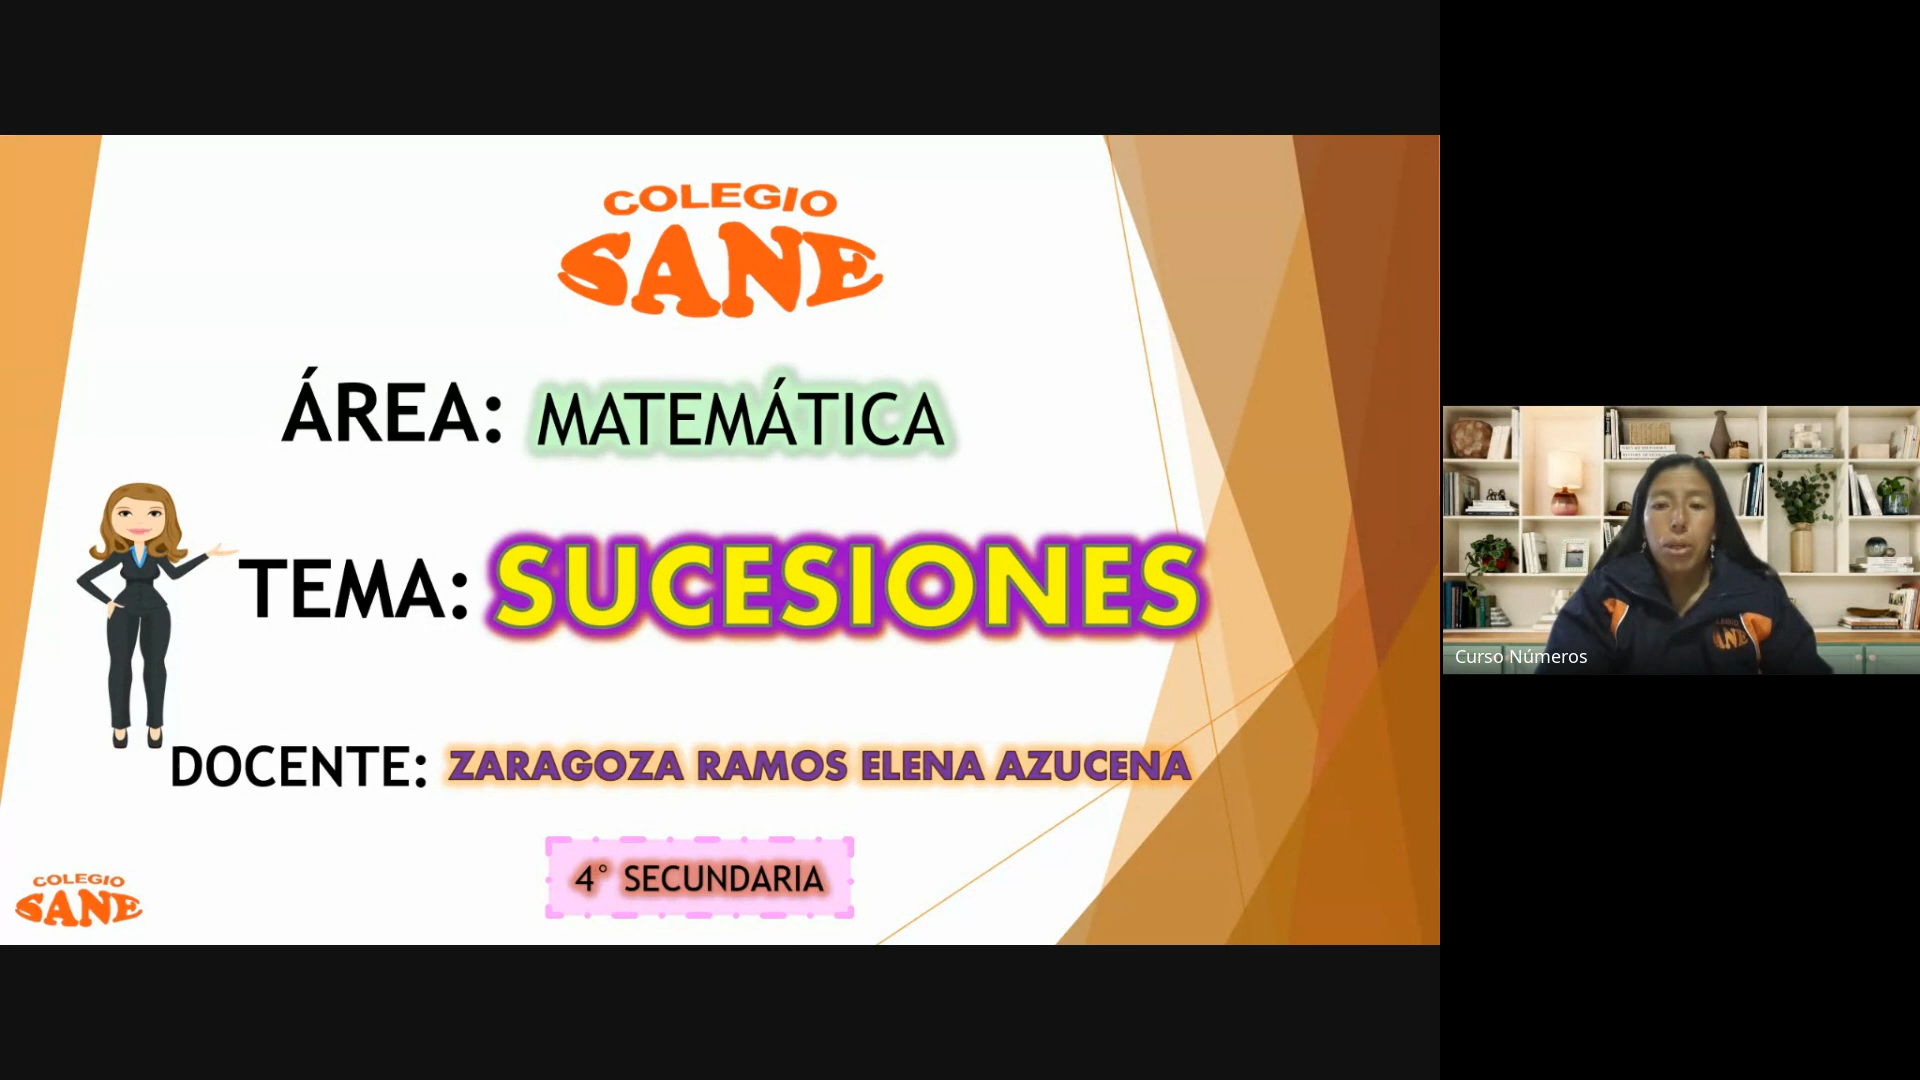 COLEGIO
SANE
ÁREA: MATEMÁTICA
TEMA: SUCESIONES
DOCENTE: ZARAGOZA RAMOS ELENA AZUCENA
4° SECUNDARIA
COLEGIO
SANE
Curso Números